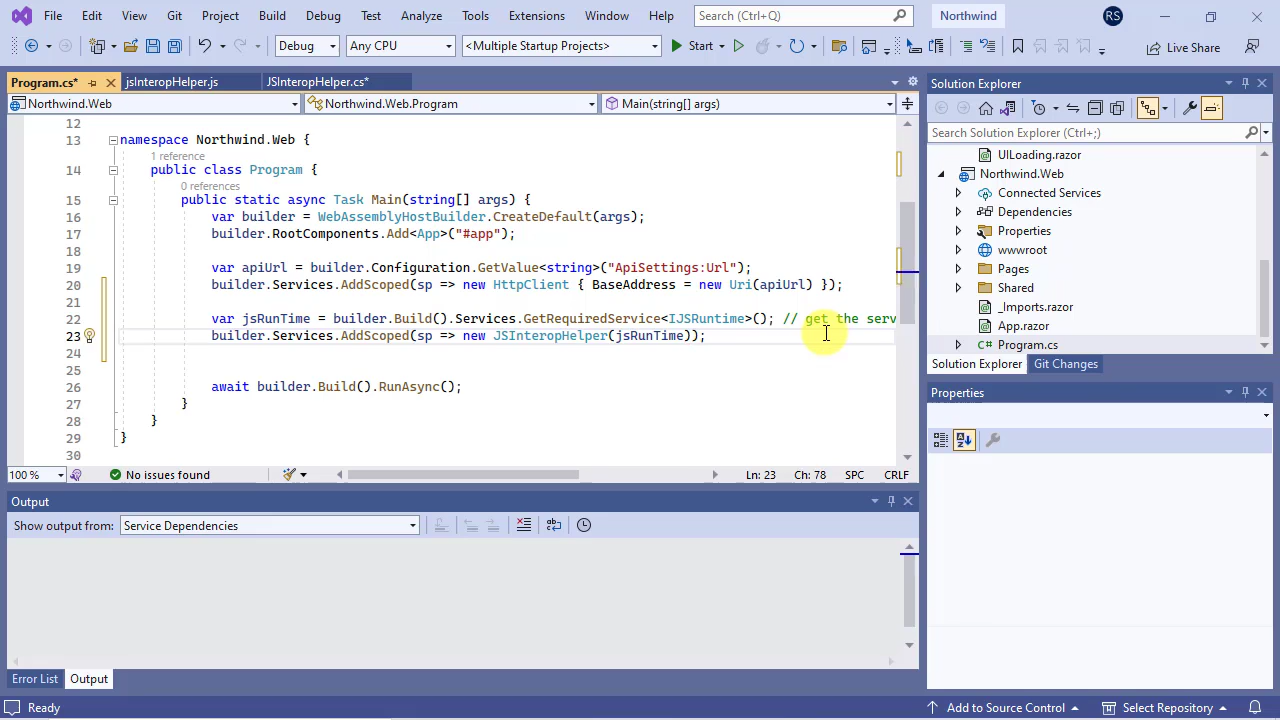 File Edit View Git Project Build Debug Test Analyze Tools Extensions Window Help Search (Ctrl+Q) Northwind RS
Debug Any CPU <Multiple Startup Projects> Start Live Share
Program.cs* jsInteropHelper.js JSInteropHelper.cs*
Northwind.Web Northwind.Web.Program Main(string[] args)
12
13 namespace Northwind.Web {
1 reference
14 public class Program {
0 references
15 public static async Task Main(string[] args) {
16 var builder = WebAssemblyHostBuilder.CreateDefault(args);
17 builder.RootComponents.Add<App>("#app");
18
19 var apiUrl = builder.Configuration.GetValue<string>("ApiSettings:Url");
20 builder.Services.AddScoped(sp => new HttpClient { BaseAddress = new Uri(apiUrl) });
21
22 var jsRunTime = builder.Build().Services.GetRequiredService<IJSRuntime>(); // get the serv
23 builder.Services.AddScoped(sp => new JSInteropHelper(jsRunTime));
24
25
26 await builder.Build().RunAsync();
27 }
28 }
29 }
30
100 % No issues found Ln: 23 Ch: 78 SPC CRLF
Output
Show output from: Service Dependencies
Error List Output
Solution Explorer
Search Solution Explorer (Ctrl+;)
UILoading.razor
Northwind.Web
Connected Services
Dependencies
Properties
wwwroot
Pages
Shared
_Imports.razor
App.razor
C# Program.cs
Solution Explorer Git Changes
Properties
Ready Add to Source Control Select Repository